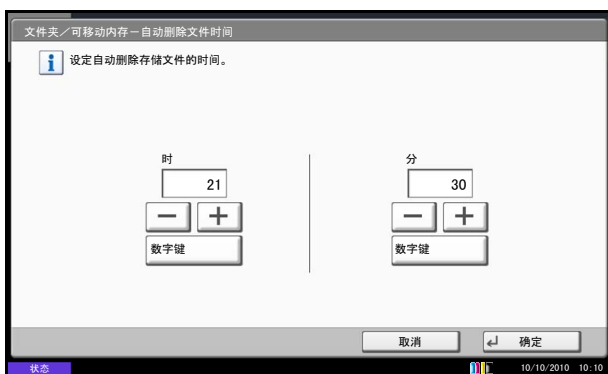 文件夹／可移动内存－自动删除文件时间
设定自动删除存储文件的时间。
时
分
21
30
数字键
数字键
取消
确定
状态
10/10/2010 10:10